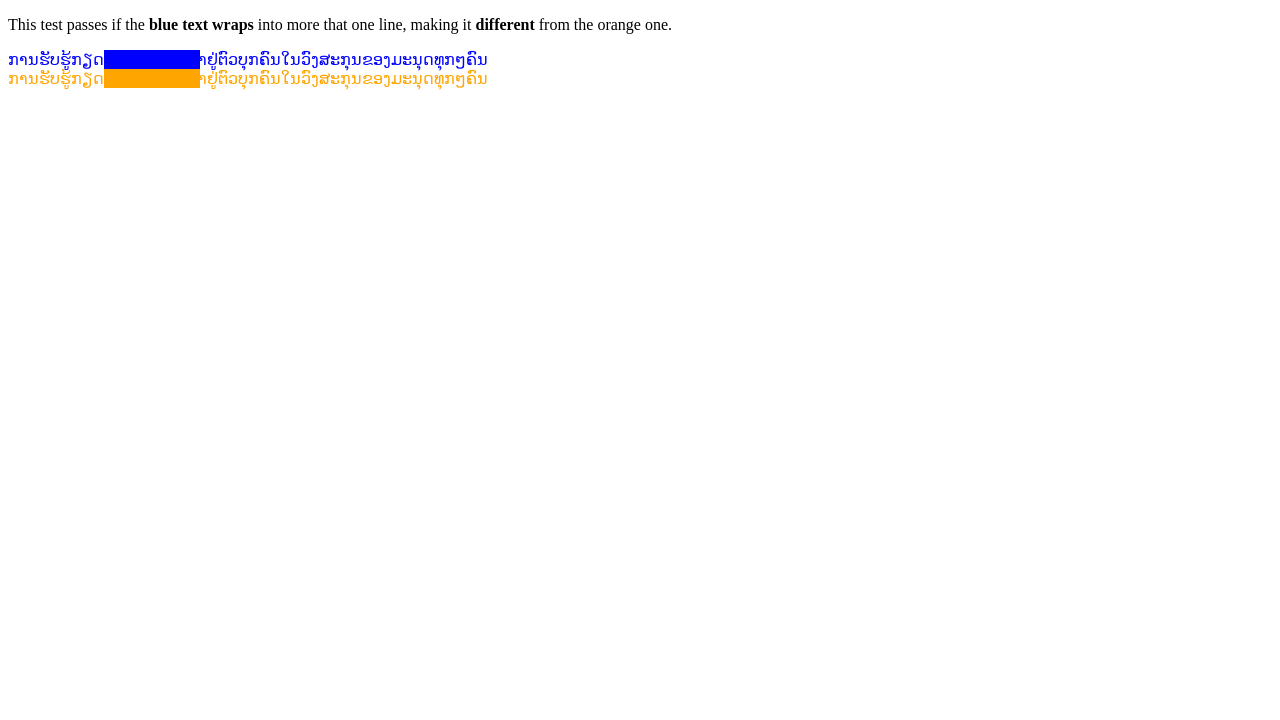 This test passes if the blue text wraps into more that one line, making it different from the orange one.
ການຮັບຮູ້ກຽດ າຢູ່ຕົວບຸກຄົນໃນວົງສະກຸນຂອງມະນຸດທຸກໆຄົນ
ການຮັບຮູ້ກຽດ າຢູ່ຕົວບຸກຄົນໃນວົງສະກຸນຂອງມະນຸດທຸກໆຄົນ